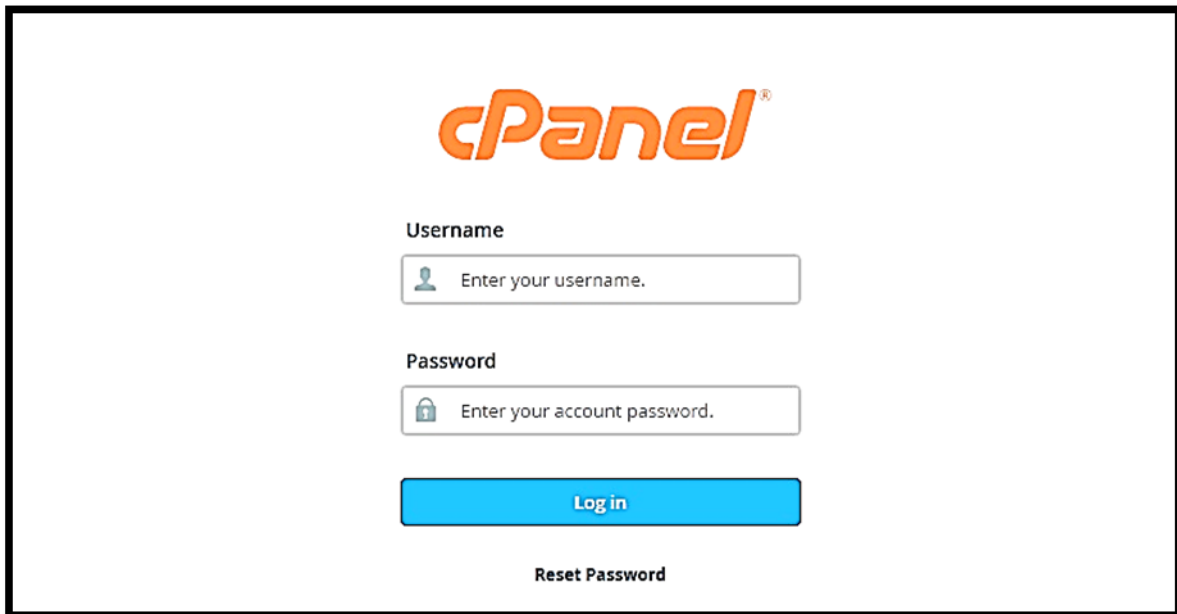 cPanel®
Username
Enter your username.
Password
Enter your account password.
Log in
Reset Password